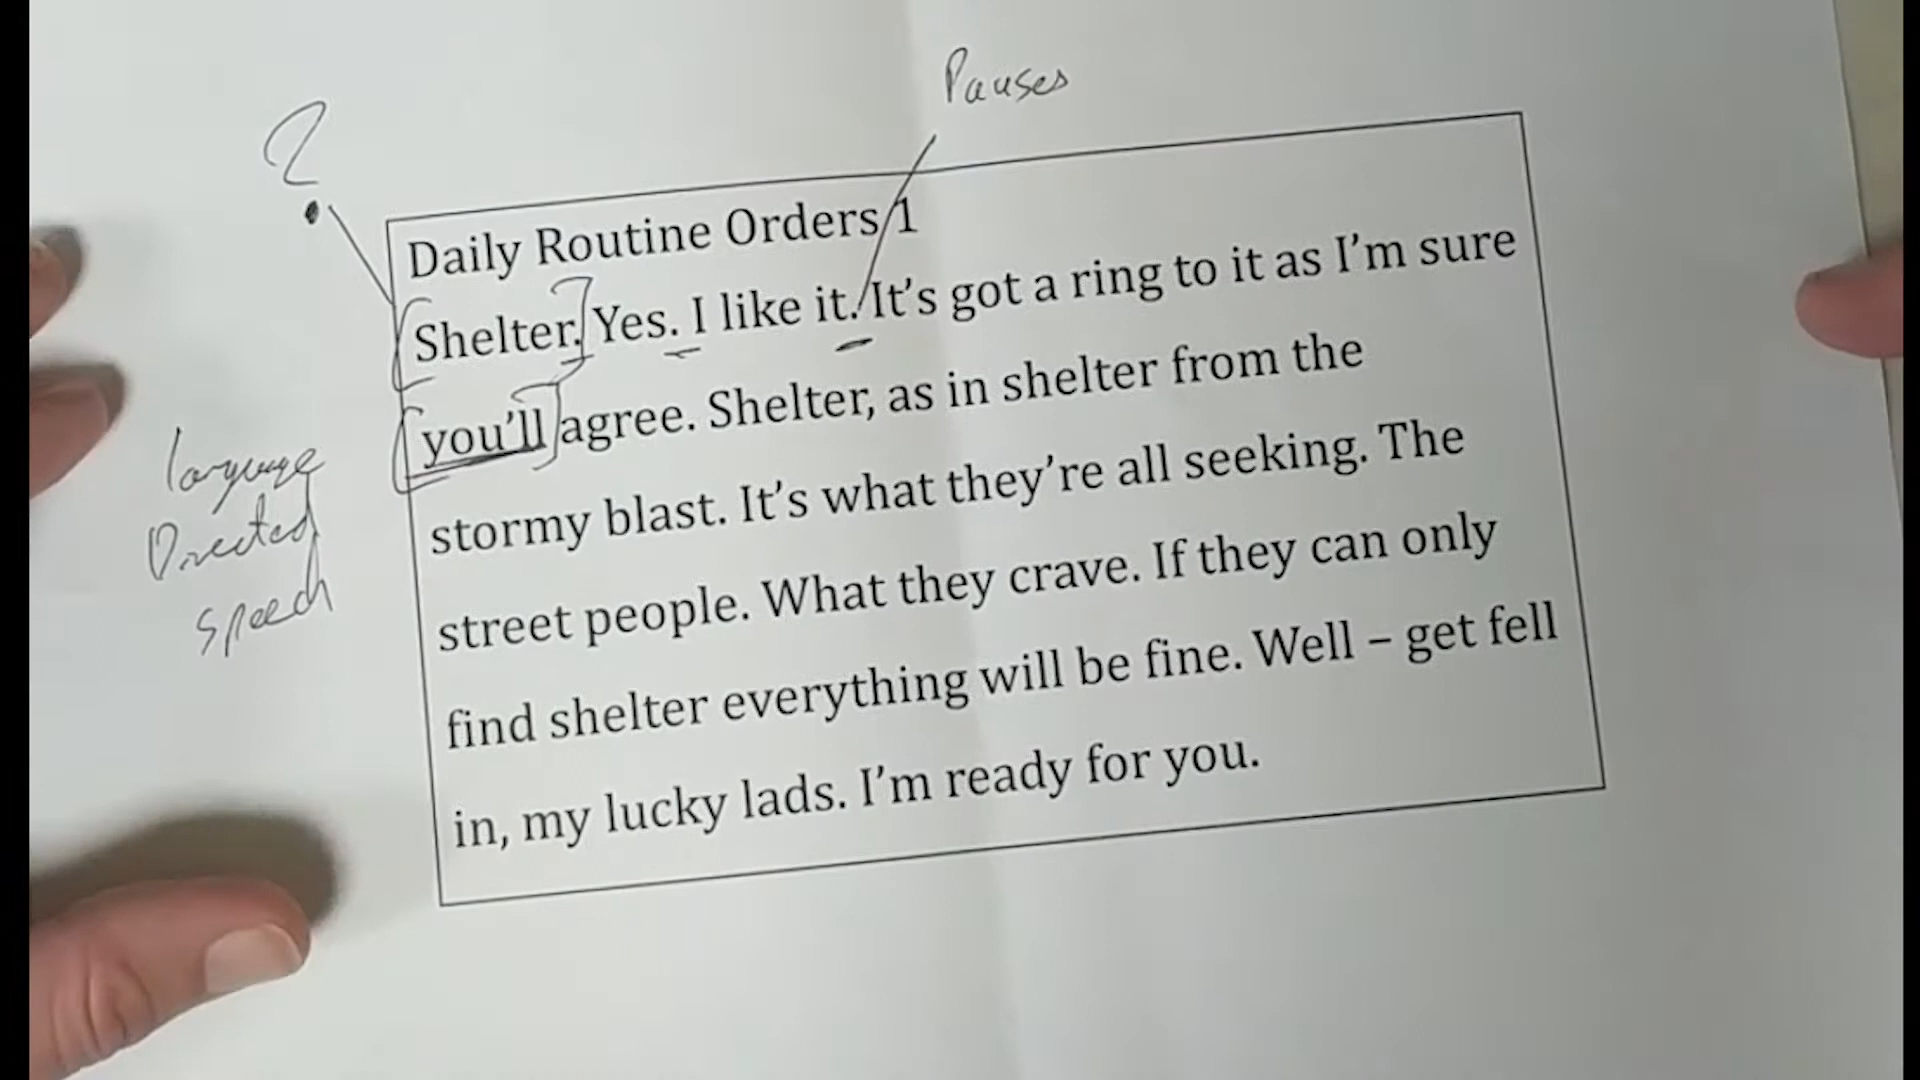 Pauses
?
Daily Routine Orders 1
Shelter. Yes. I like it. It’s got a ring to it as I’m sure
you’ll agree. Shelter, as in shelter from the
stormy blast. It’s what they’re all seeking. The
street people. What they crave. If they can only
find shelter everything will be fine. Well – get fell
in, my lucky lads. I’m ready for you.
language
Directed
speech